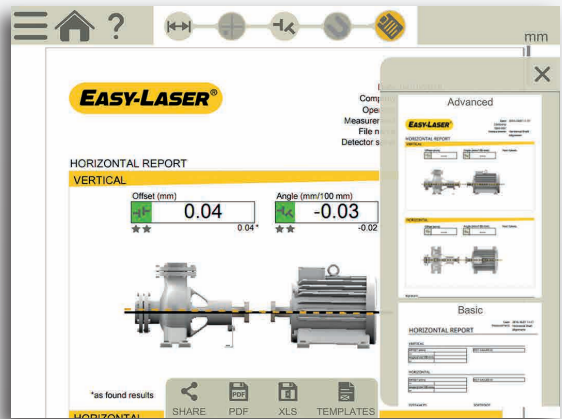 ?
mm
EASY-LASER®
Comp
Ope
Measureme
File n
Detector s
HORIZONTAL REPORT
VERTICAL
Offset (mm)
Angle (mm/100 mm)
0.04
-0.03
0.04*
-0.02
*as found results
HORIZONTAL
SHARE
PDF
XLS
TEMPLATES
Advanced
EASY-LASER
HORIZONTAL REPORT
VERTICAL
HORIZONTAL
Basic
HORIZONTAL REPORT
VERTICAL
HORIZONTAL